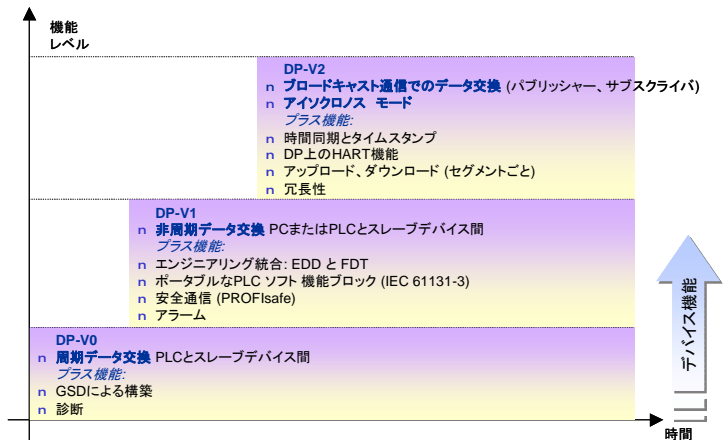 機能
レベル
DP-V2
n ブロードキャスト通信でのデータ交換 (パブリッシャー、サブスクライバ)
n アイソクロノス モード
プラス機能:
n 時間同期とタイムスタンプ
n DP上のHART機能
n アップロード、ダウンロード (セグメントごと)
n 冗長性
DP-V1
n 非周期データ交換 PCまたはPLCとスレーブデバイス間
プラス機能:
n エンジニアリング統合: EDD と FDT
n ポータブルなPLC ソフト 機能ブロック (IEC 61131-3)
n 安全通信 (PROFIsafe)
n アラーム
DP-V0
n 周期データ交換 PLCとスレーブデバイス間
プラス機能:
n GSDによる構築
n 診断
デバイス機能
時間